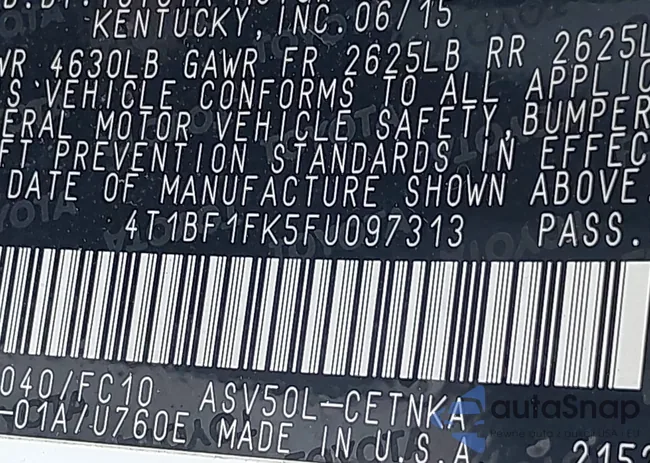 KENTUCKY, INC. 06/15
WR 4630LB GAWR FR 2625LB RR 2625L
S VEHICLE CONFORMS TO ALL APPLIC
ERAL MOTOR VEHICLE SAFETY, BUMPER
FT PREVENTION STANDARDS IN EFFEC
DATE OF MANUFACTURE SHOWN ABOVE
4T1BF1FK5FU097313 PASS.
040/FC10 ASV50L-CETNKA
-01A/U760E MADE IN U.S.A
2152
autoSnap